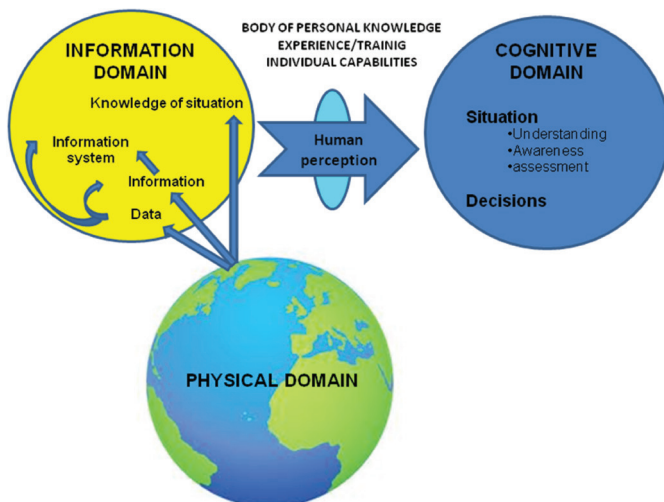 INFORMATION
DOMAIN
Knowledge of situation
Information
system
Information
Data
BODY OF PERSONAL KNOWLEDGE
EXPERIENCE/TRAINIG
INDIVIDUAL CAPABILITIES
Human
perception
COGNITIVE
DOMAIN
Situation
•Understanding
•Awareness
•assessment
Decisions
PHYSICAL DOMAIN